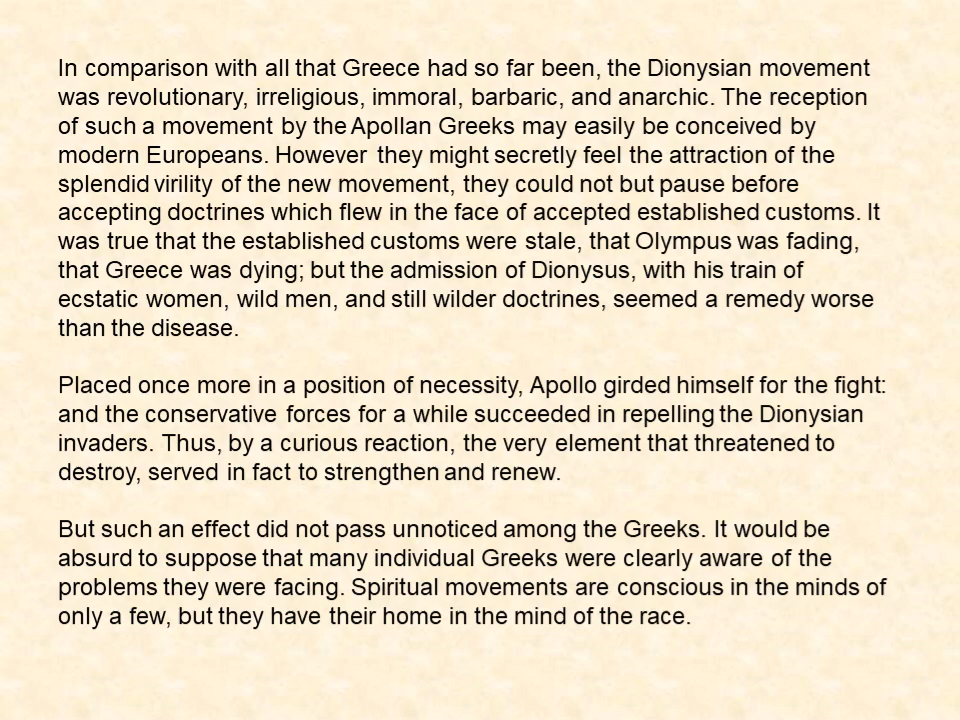 In comparison with all that Greece had so far been, the Dionysian movement
was revolutionary, irreligious, immoral, barbaric, and anarchic. The reception
of such a movement by the Apollan Greeks may easily be conceived by
modern Europeans. However they might secretly feel the attraction of the
splendid virility of the new movement, they could not but pause before
accepting doctrines which flew in the face of accepted established customs. It
was true that the established customs were stale, that Olympus was fading,
that Greece was dying; but the admission of Dionysus, with his train of
ecstatic women, wild men, and still wilder doctrines, seemed a remedy worse
than the disease.
Placed once more in a position of necessity, Apollo girded himself for the fight:
and the conservative forces for a while succeeded in repelling the Dionysian
invaders. Thus, by a curious reaction, the very element that threatened to
destroy, served in fact to strengthen and renew.
But such an effect did not pass unnoticed among the Greeks. It would be
absurd to suppose that many individual Greeks were clearly aware of the
problems they were facing. Spiritual movements are conscious in the minds of
only a few, but they have their home in the mind of the race.